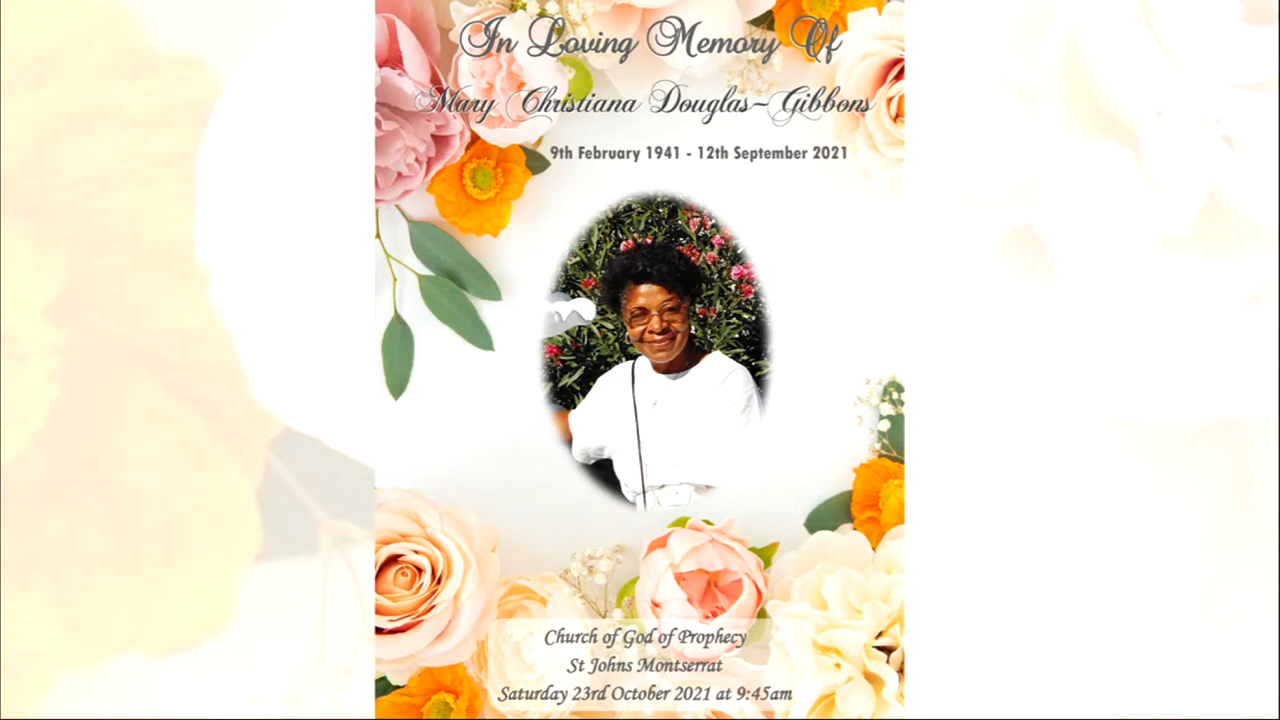 In Loving Memory Of
Mary Christiana Douglas~Gibbons
9th February 1941 - 12th September 2021
Church of God of Prophecy
St Johns Montserrat
Saturday 23rd October 2021 at 9:45am